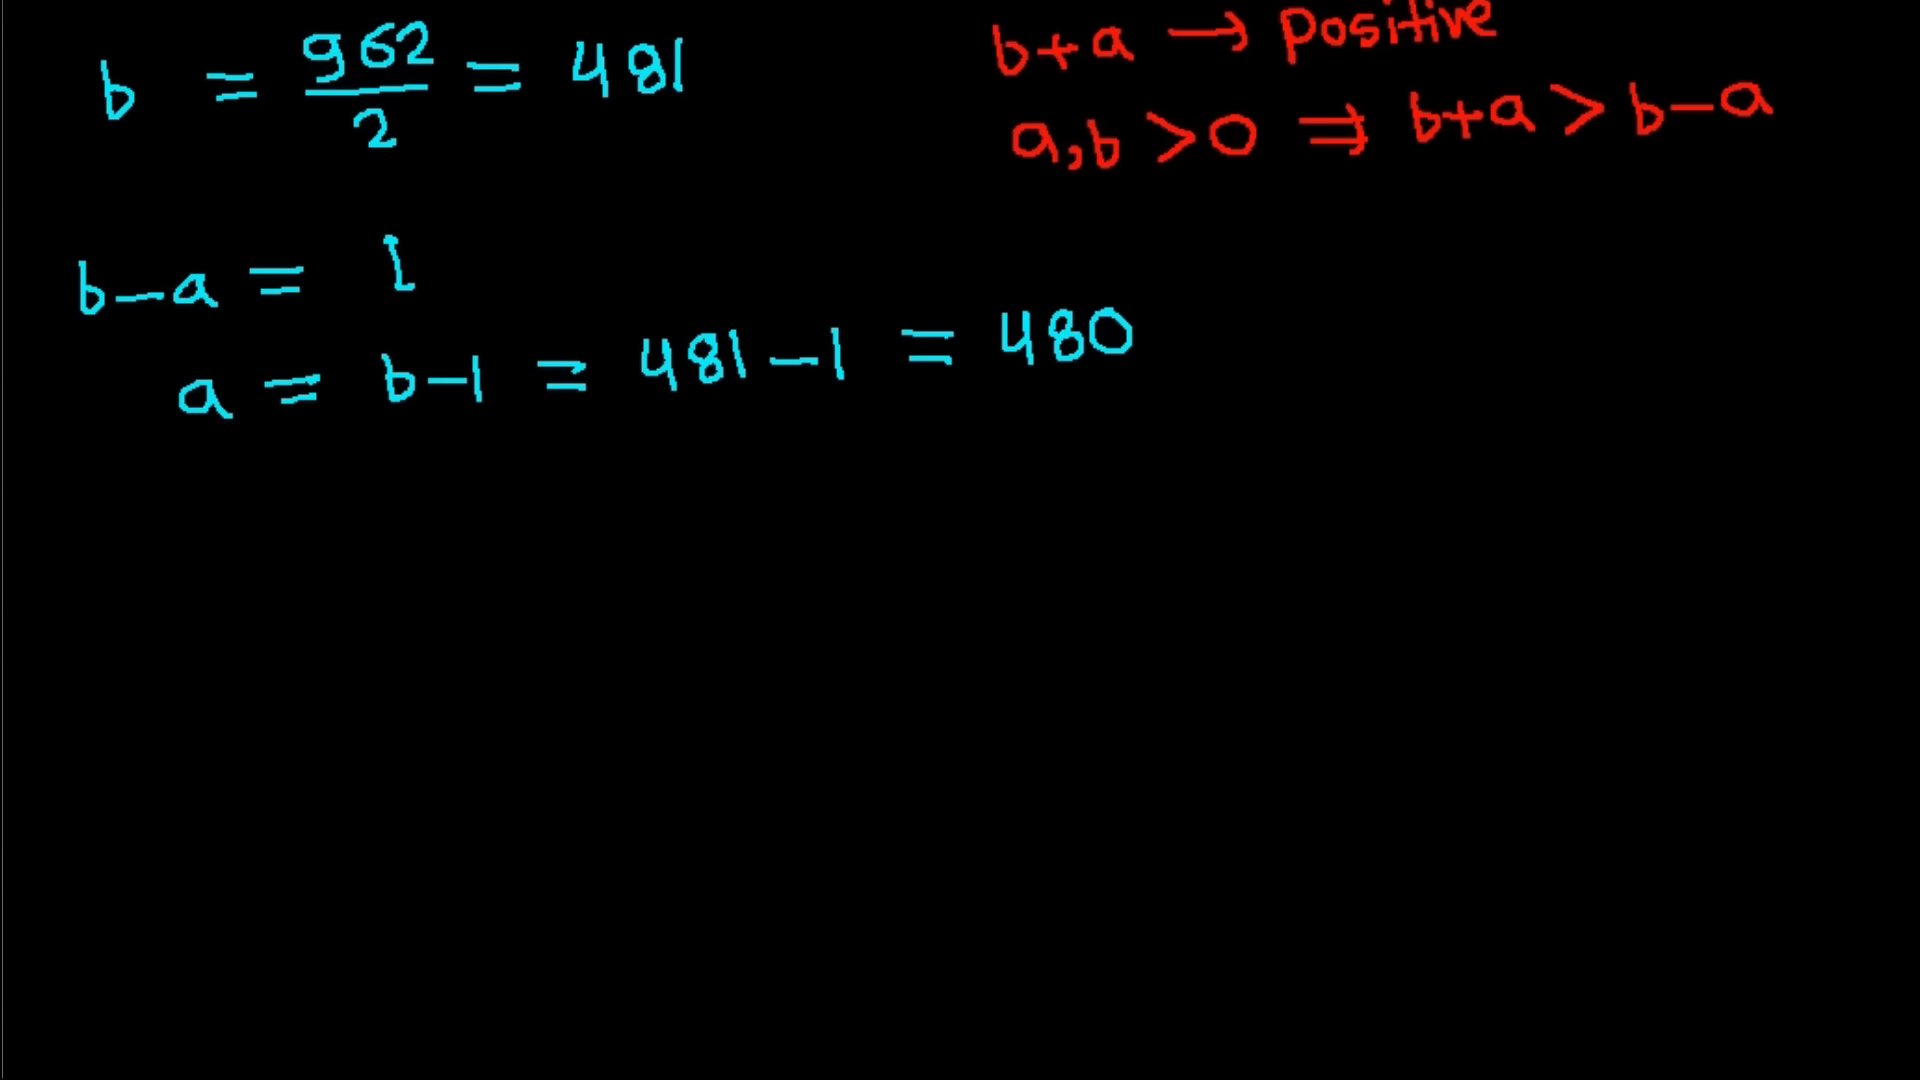 b = 962/2 = 481
b+a → positive
a,b >0 ⇒ b+a > b-a
b-a = 1
a = b-1 = 481-1 = 480